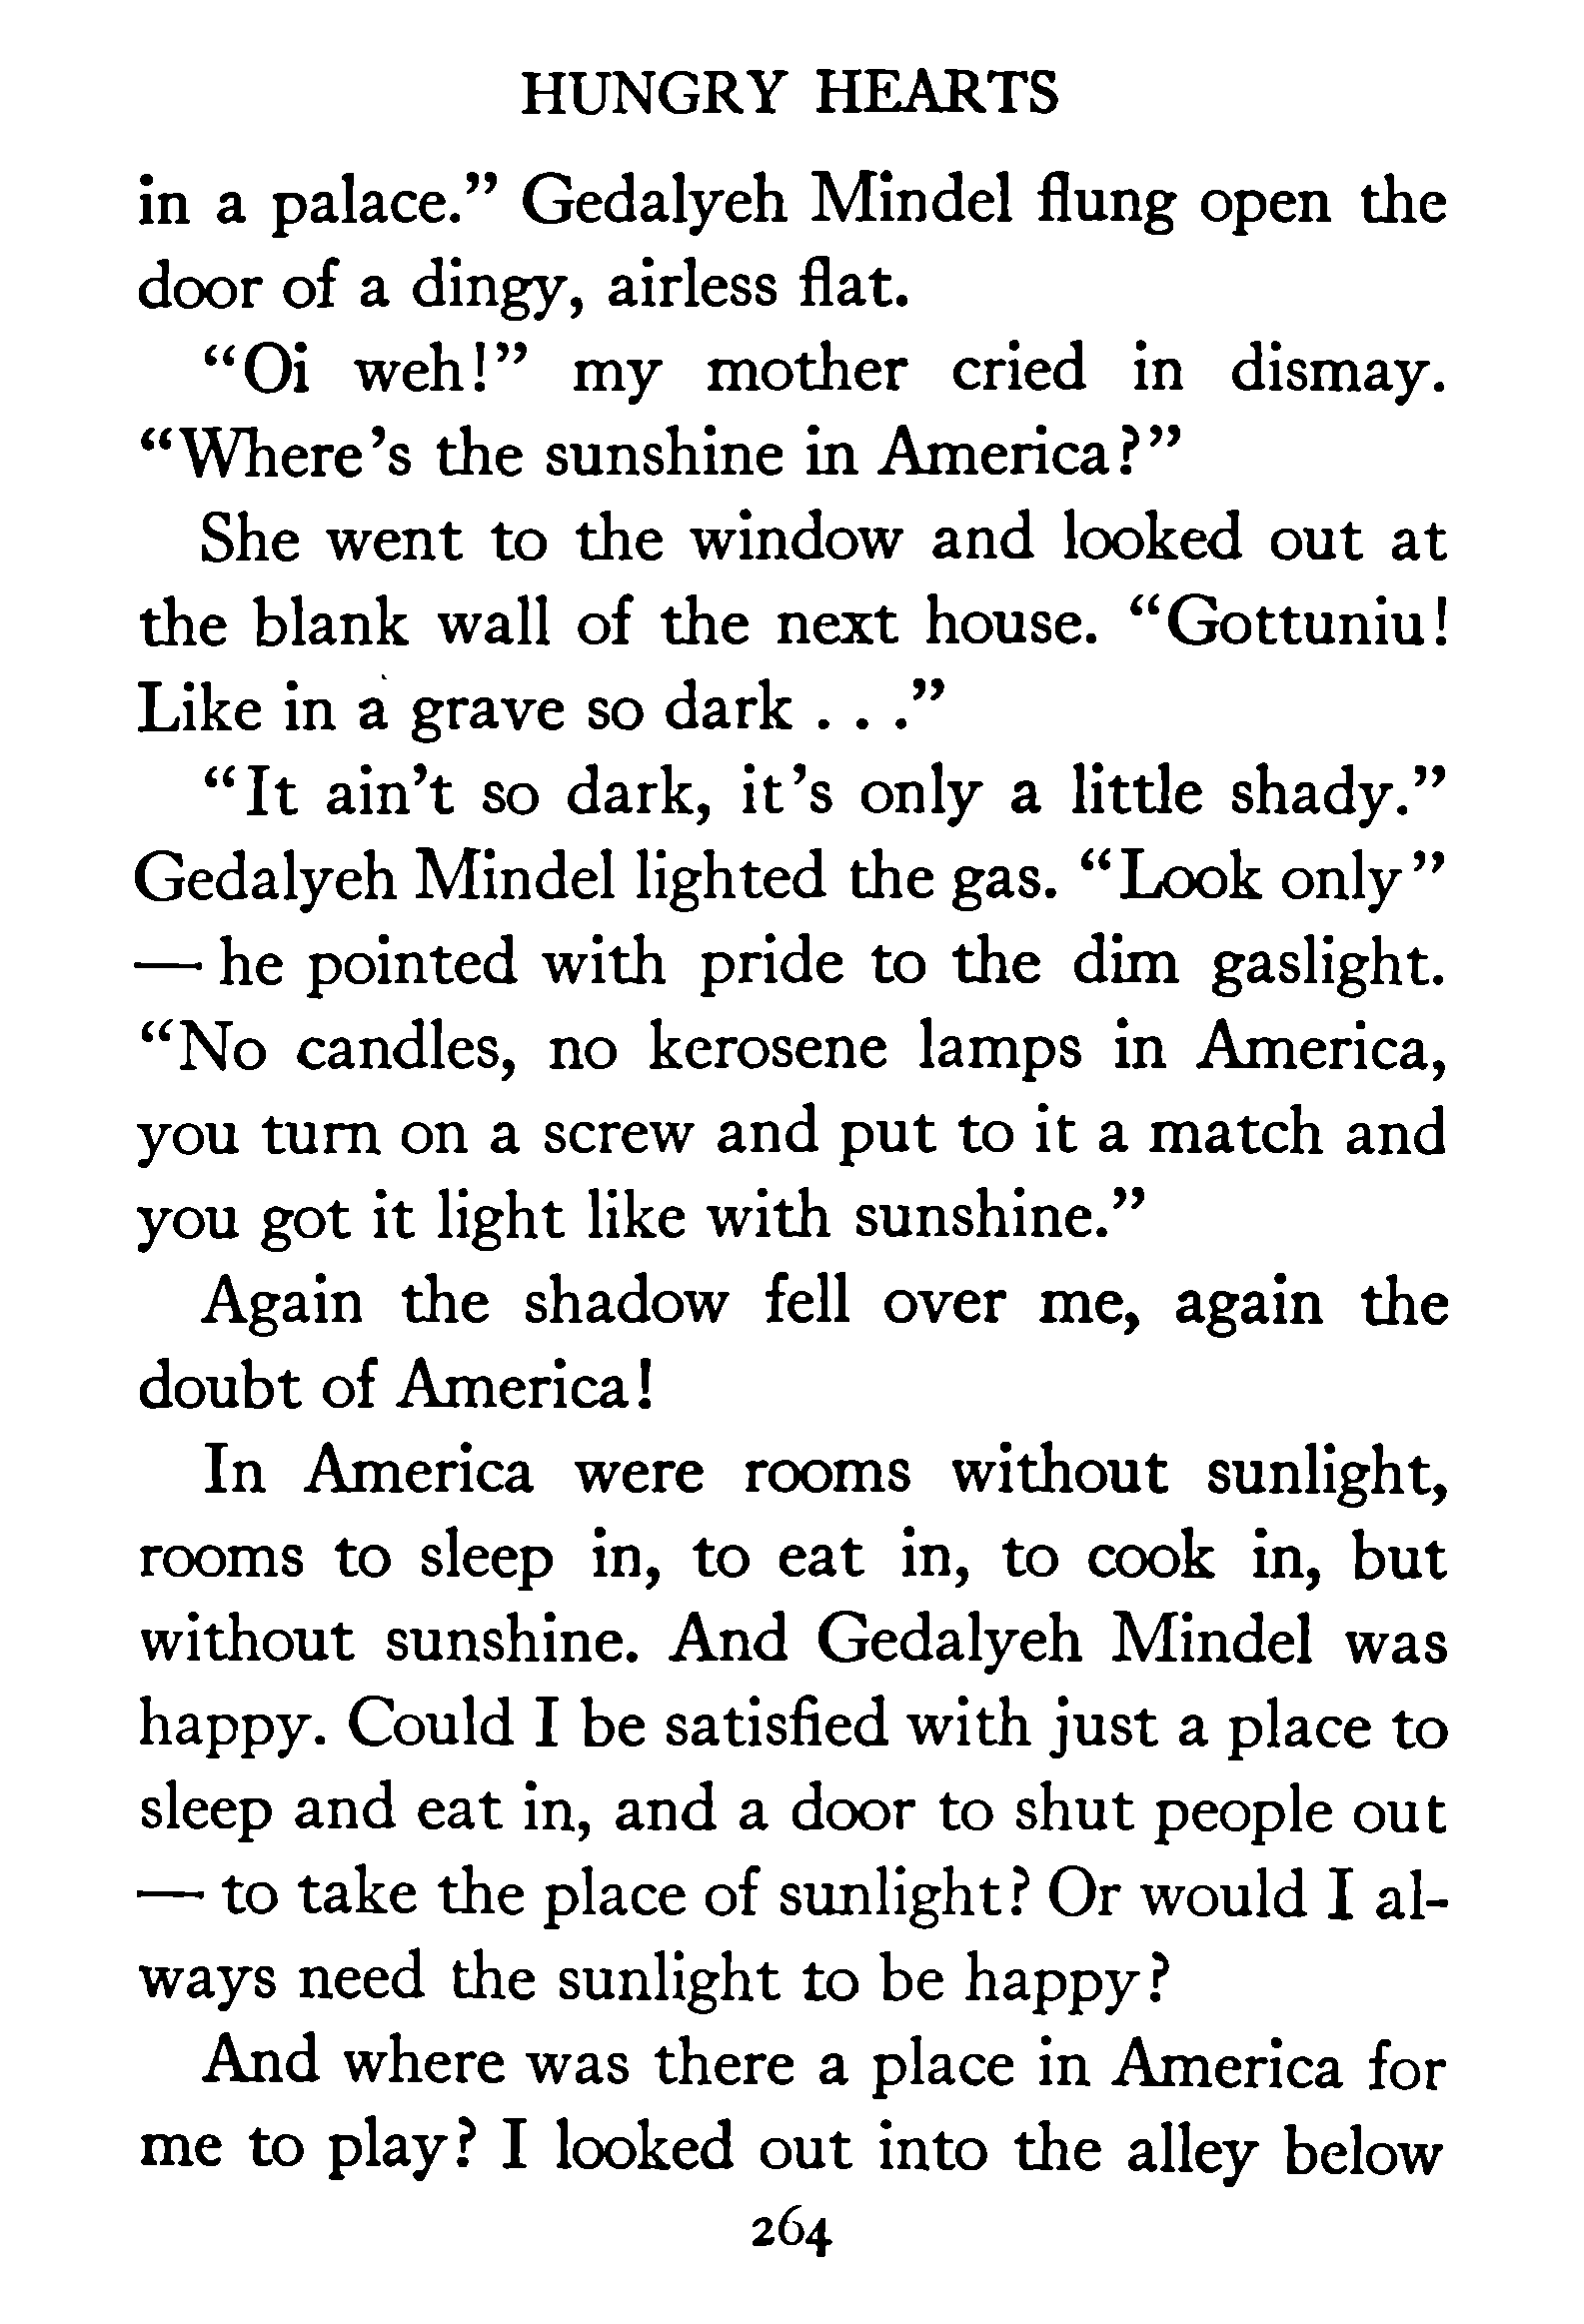 HUNGRY HEARTS
in a palace.” Gedalyeh Mindel flung open the
door of a dingy, airless flat.
“Oi weh!” my mother cried in dismay.
“Where’s the sunshine in America?”
She went to the window and looked out at
the blank wall of the next house. “Gottuniu!
Like in a grave so dark . . .”
“It ain’t so dark, it’s only a little shady.”
Gedalyeh Mindel lighted the gas. “Look only”
— he pointed with pride to the dim gaslight.
“No candles, no kerosene lamps in America,
you turn on a screw and put to it a match and
you got it light like with sunshine.”
Again the shadow fell over me, again the
doubt of America!
In America were rooms without sunlight,
rooms to sleep in, to eat in, to cook in, but
without sunshine. And Gedalyeh Mindel was
happy. Could I be satisfied with just a place to
sleep and eat in, and a door to shut people out
— to take the place of sunlight? Or would I al-
ways need the sunlight to be happy?
And where was there a place in America for
me to play? I looked out into the alley below
264